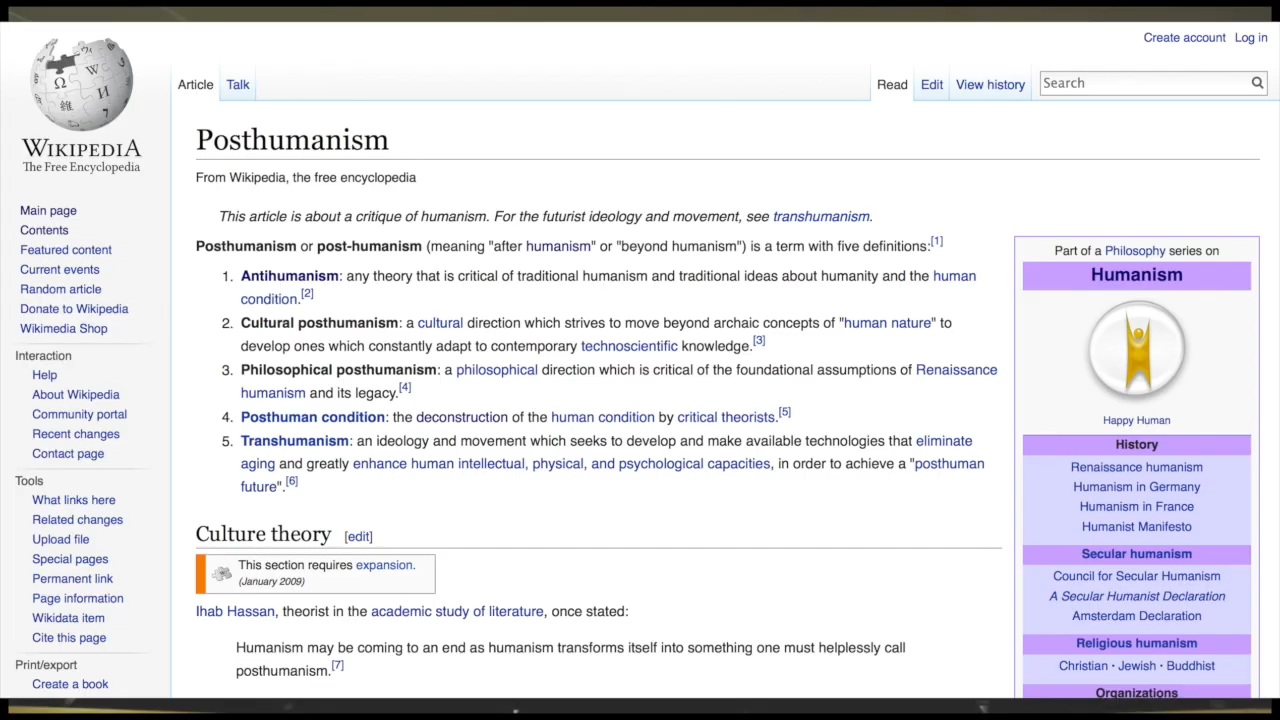 Create account Log in
Article Talk Read Edit View history Search
WIKIPEDIA
The Free Encyclopedia
Main page
Contents
Featured content
Current events
Random article
Donate to Wikipedia
Wikimedia Shop
Interaction
Help
About Wikipedia
Community portal
Recent changes
Contact page
Tools
What links here
Related changes
Upload file
Special pages
Permanent link
Page information
Wikidata item
Cite this page
Print/export
Create a book
Posthumanism
From Wikipedia, the free encyclopedia
This article is about a critique of humanism. For the futurist ideology and movement, see transhumanism.
Posthumanism or post-humanism (meaning "after humanism" or "beyond humanism") is a term with five definitions:[1]
1. Antihumanism: any theory that is critical of traditional humanism and traditional ideas about humanity and the human
condition.[2]
2. Cultural posthumanism: a cultural direction which strives to move beyond archaic concepts of "human nature" to
develop ones which constantly adapt to contemporary technoscientific knowledge.[3]
3. Philosophical posthumanism: a philosophical direction which is critical of the foundational assumptions of Renaissance
humanism and its legacy.[4]
4. Posthuman condition: the deconstruction of the human condition by critical theorists.[5]
5. Transhumanism: an ideology and movement which seeks to develop and make available technologies that eliminate
aging and greatly enhance human intellectual, physical, and psychological capacities, in order to achieve a "posthuman
future".[6]
Culture theory [edit]
This section requires expansion.
(January 2009)
Ihab Hassan, theorist in the academic study of literature, once stated:
Humanism may be coming to an end as humanism transforms itself into something one must helplessly call
posthumanism.[7]
Part of a Philosophy series on
Humanism
Happy Human
History
Renaissance humanism
Humanism in Germany
Humanism in France
Humanist Manifesto
Secular humanism
Council for Secular Humanism
A Secular Humanist Declaration
Amsterdam Declaration
Religious humanism
Christian · Jewish · Buddhist
Organizations